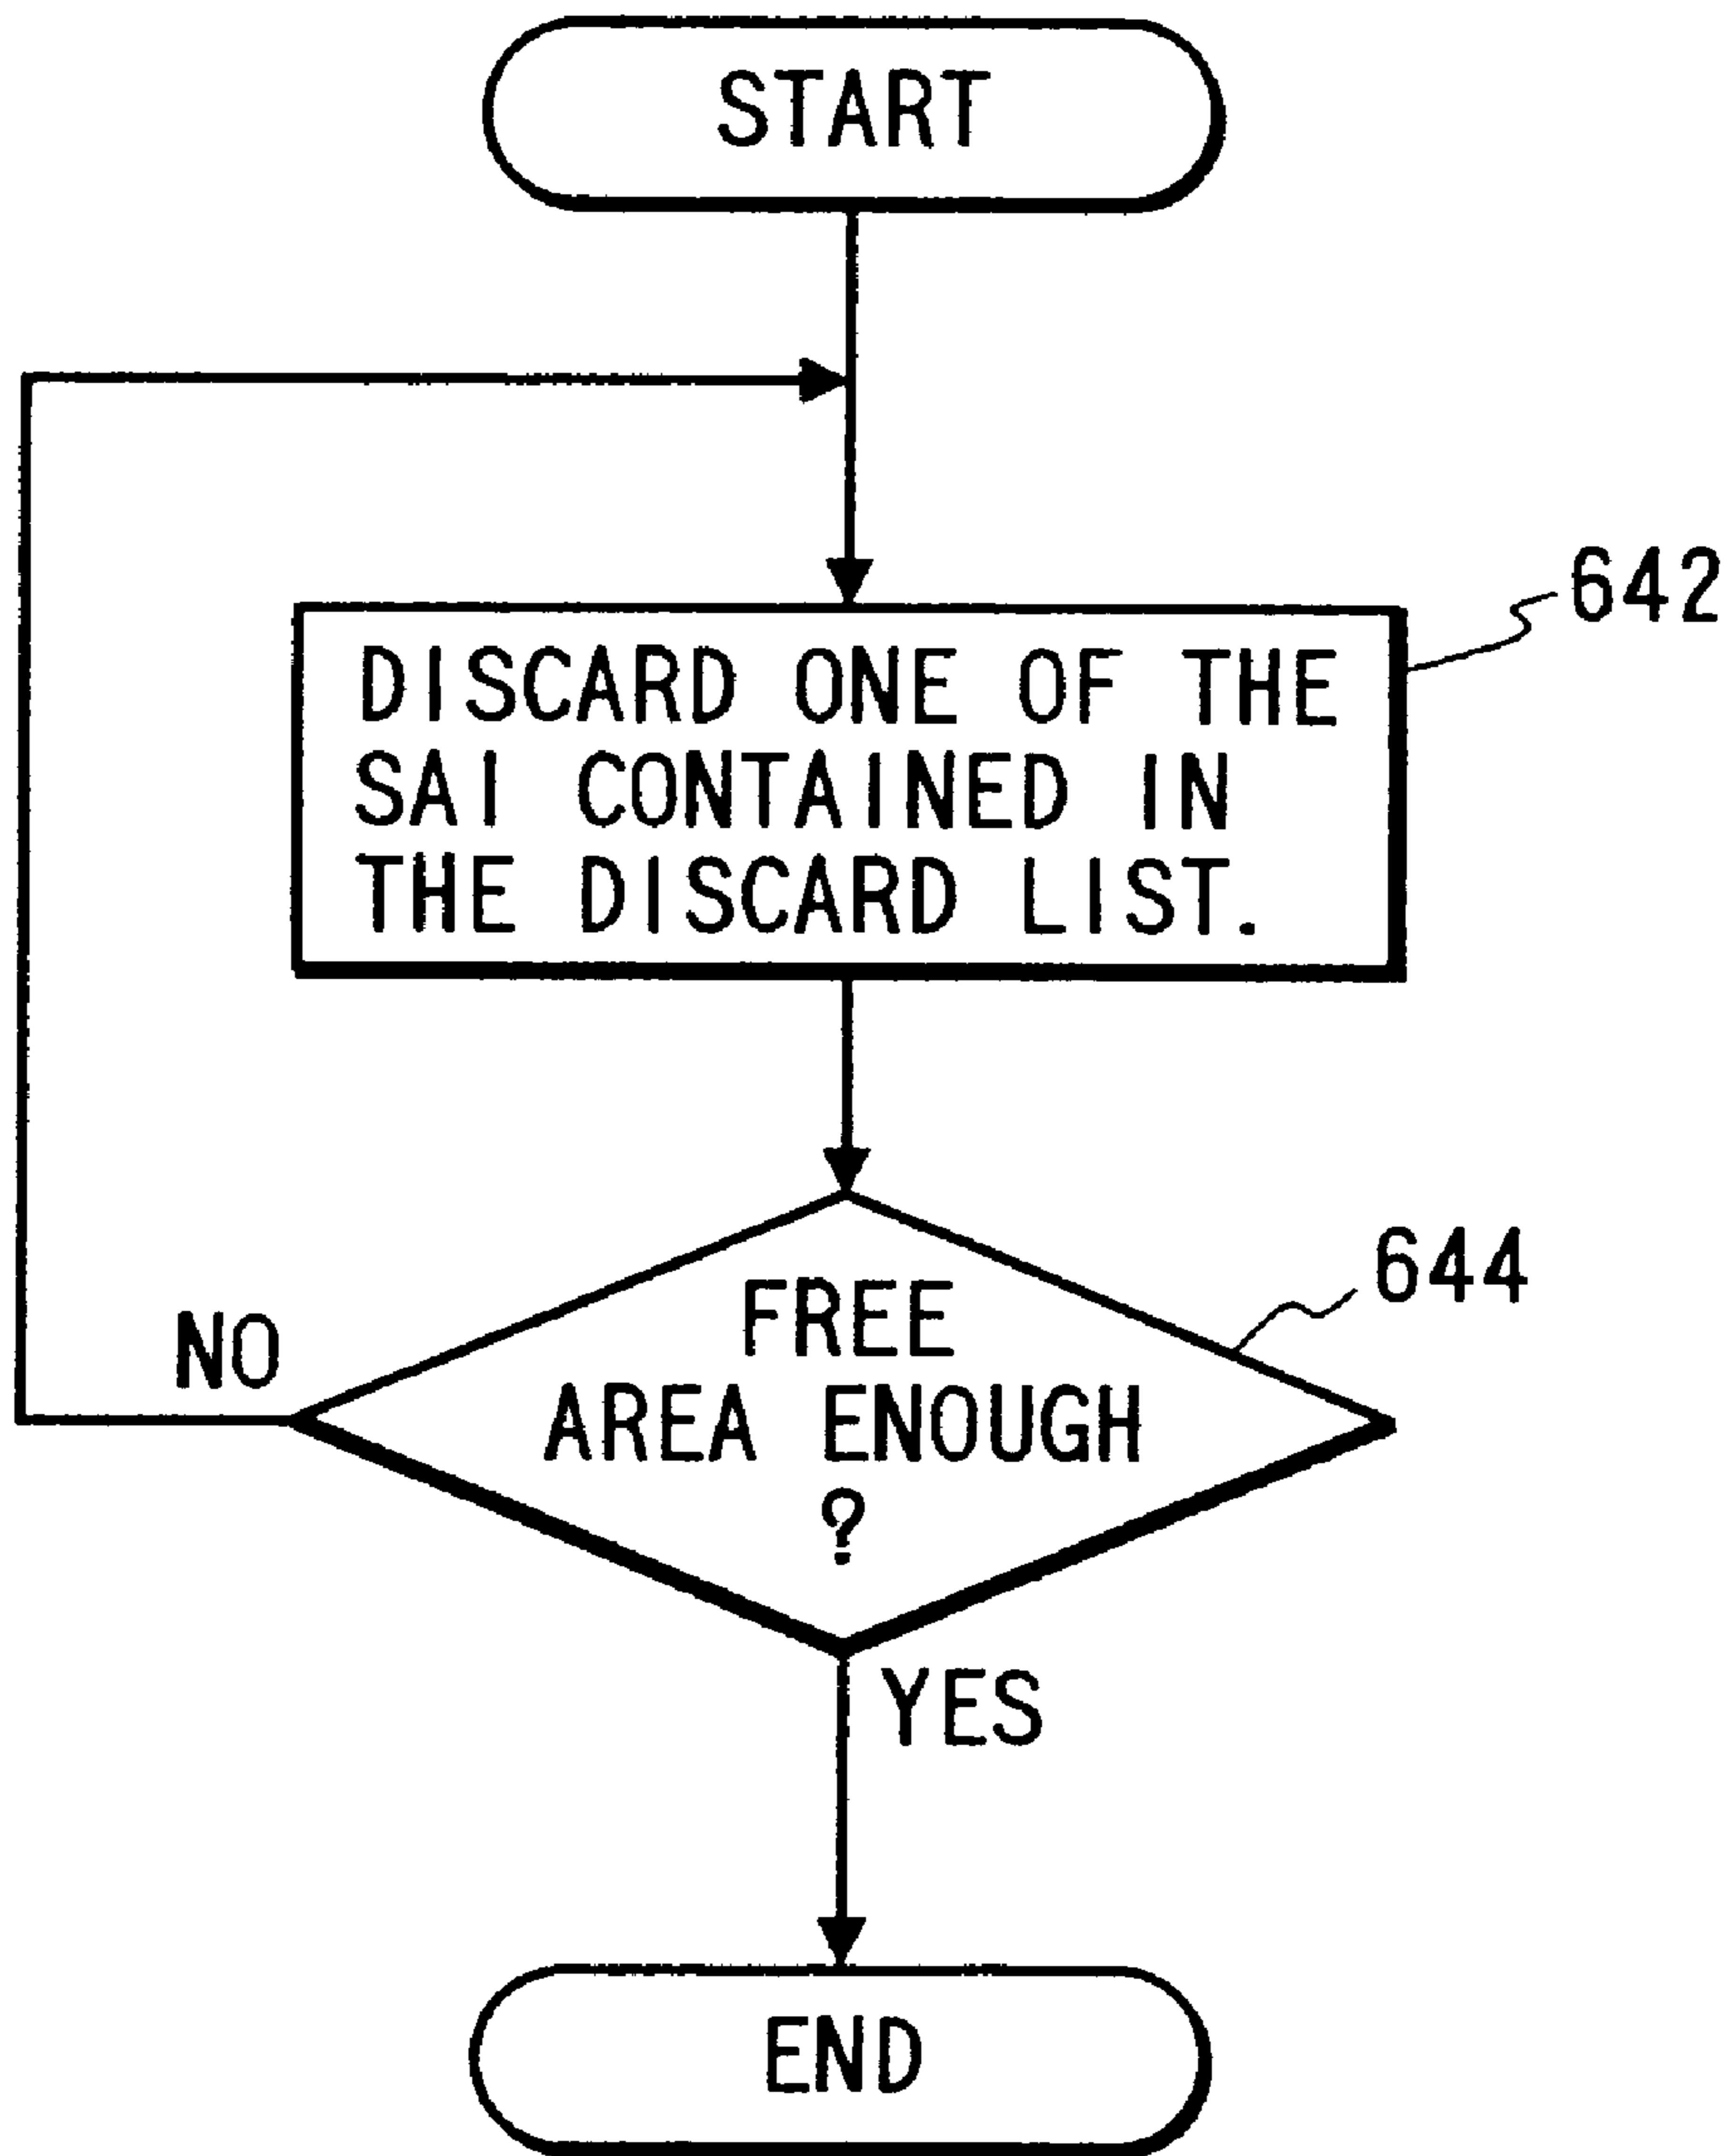 START
642
DISCARD ONE OF THE
SAI CONTAINED IN
THE DISCARD LIST.
644
FREE
AREA ENOUGH
?
NO
YES
END